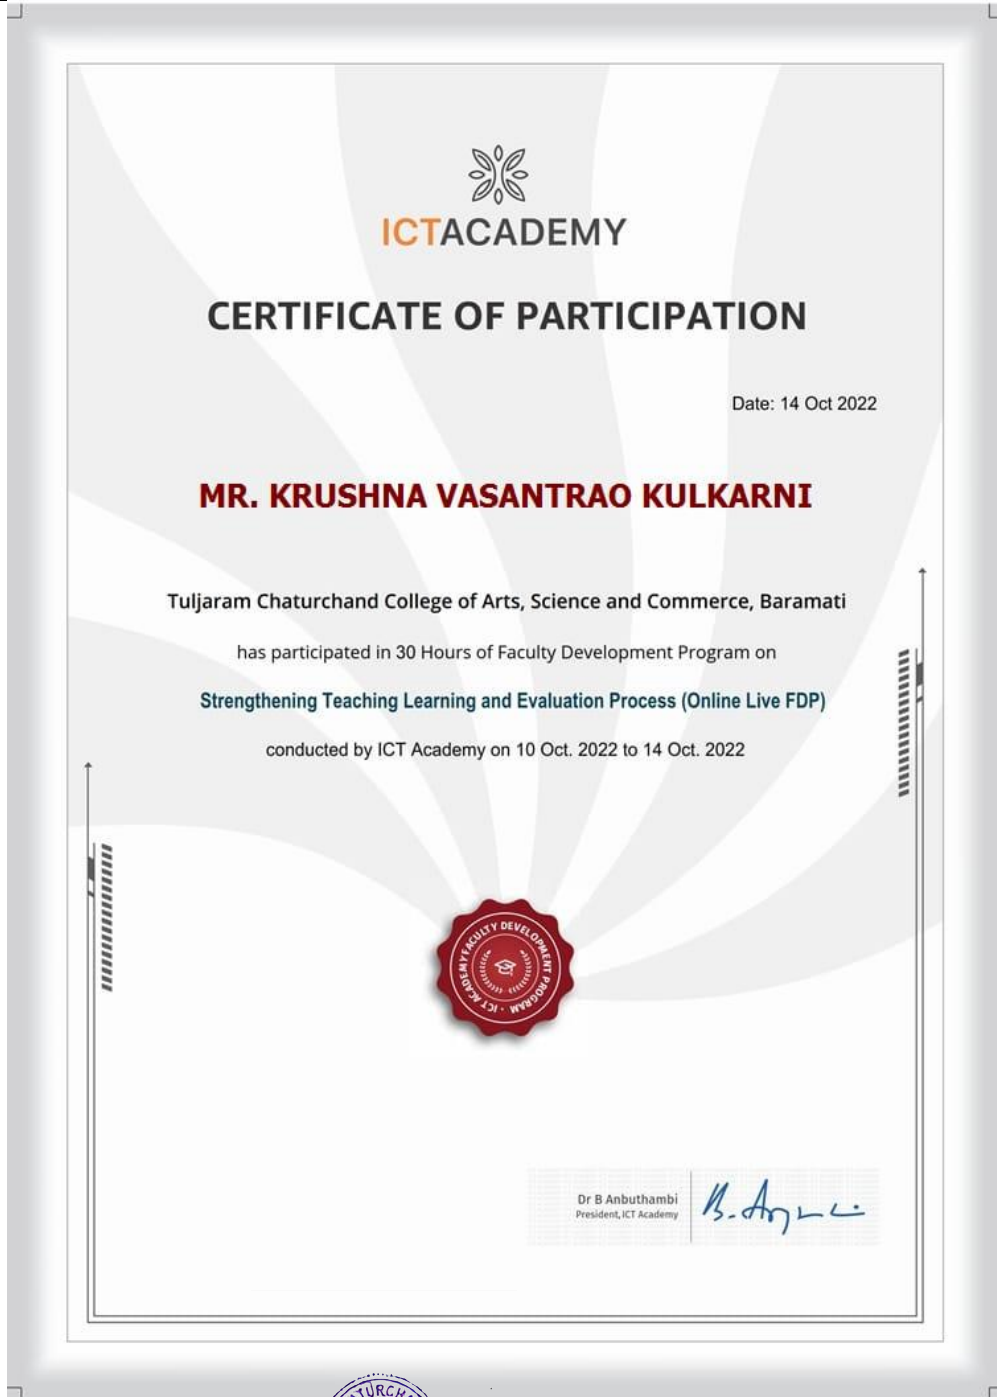 ICTACADEMY
CERTIFICATE OF PARTICIPATION
Date: 14 Oct 2022
MR. KRUSHNA VASANTRAO KULKARNI
Tuljaram Chaturchand College of Arts, Science and Commerce, Baramati
has participated in 30 Hours of Faculty Development Program on
Strengthening Teaching Learning and Evaluation Process (Online Live FDP)
conducted by ICT Academy on 10 Oct. 2022 to 14 Oct. 2022
FACULTY DEVELOPMENT PROGRAM · ICT ACADEMY
Dr B Anbuthambi
President, ICT Academy